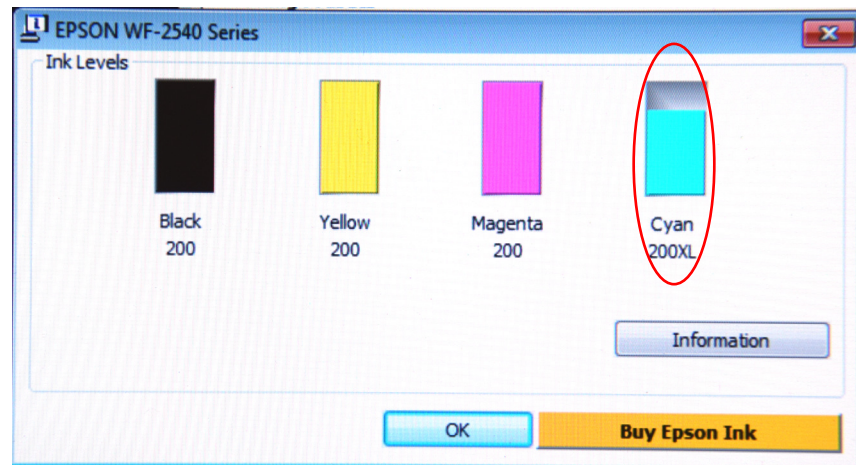 EPSON WF-2540 Series
Ink Levels
Black
200
Yellow
200
Magenta
200
Cyan
200XL
Information
OK
Buy Epson Ink